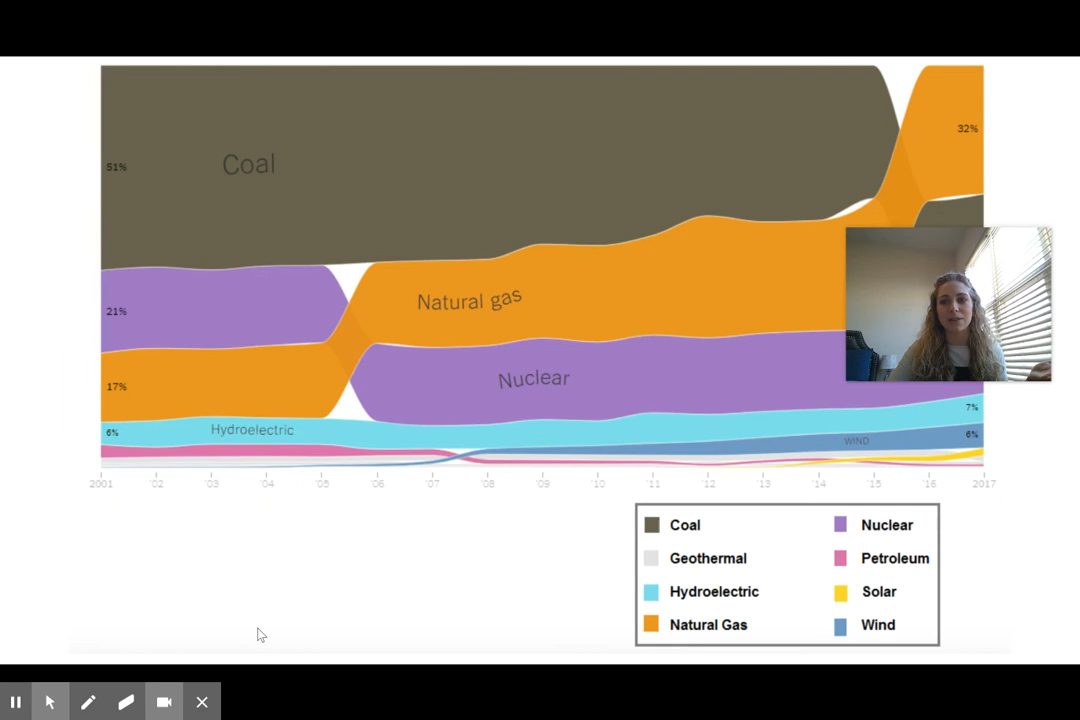 32%
51%
Coal
21%
Natural gas
17%
Nuclear
7%
6%
Hydroelectric
6%
WIND
2001 '02 '03 '04 '05 '06 '07 '08 '09 '10 '11 '12 '13 '14 '15 '16 2017
Coal Nuclear
Geothermal Petroleum
Hydroelectric Solar
Natural Gas Wind